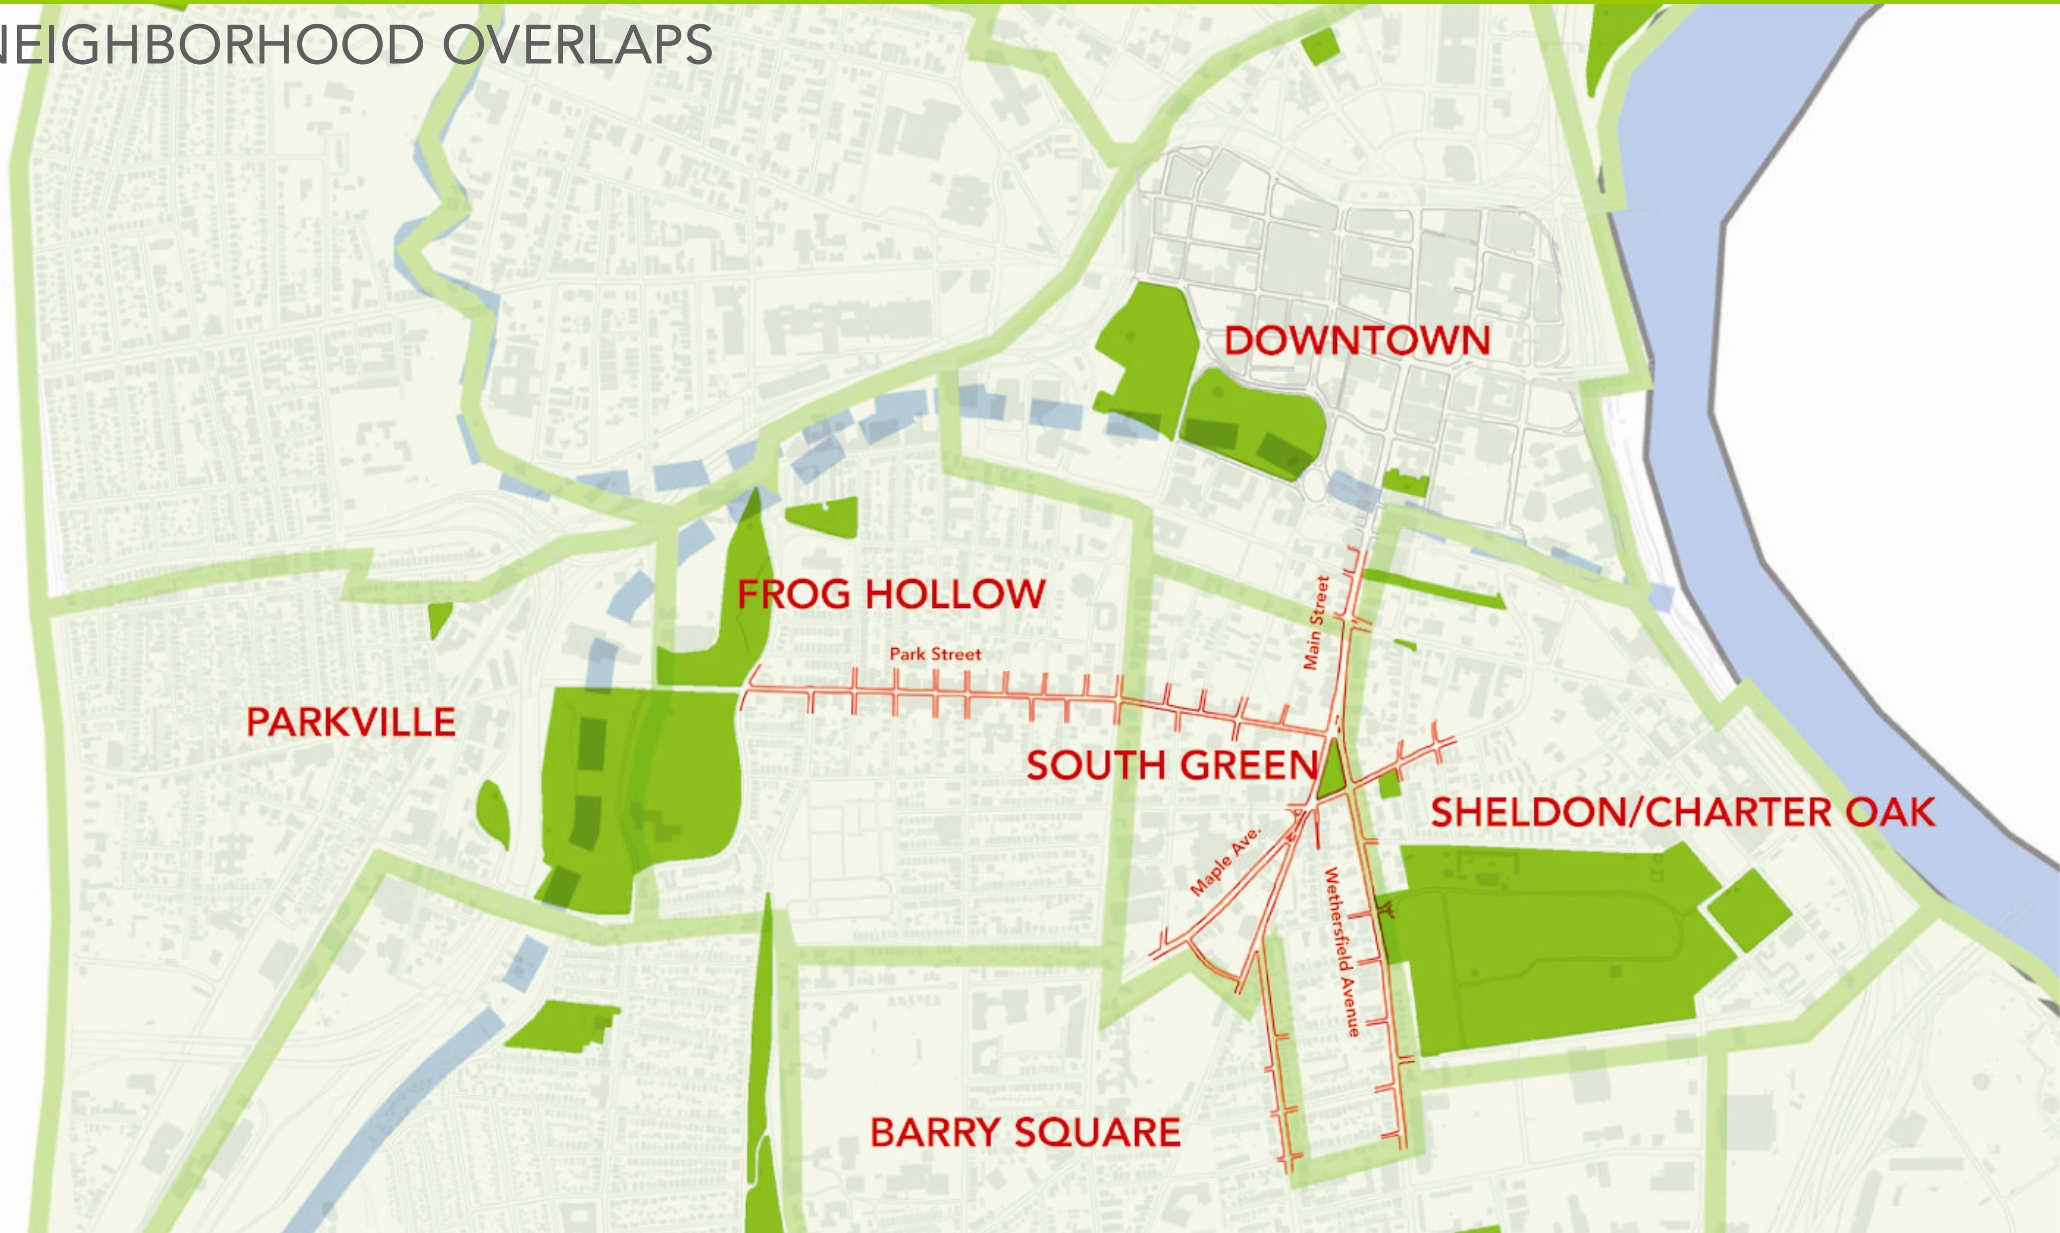 NEIGHBORHOOD OVERLAPS
DOWNTOWN
FROG HOLLOW
Main Street
Park Street
PARKVILLE
SOUTH GREEN
SHELDON/CHARTER OAK
Maple Ave.
Wethersfield Avenue
BARRY SQUARE